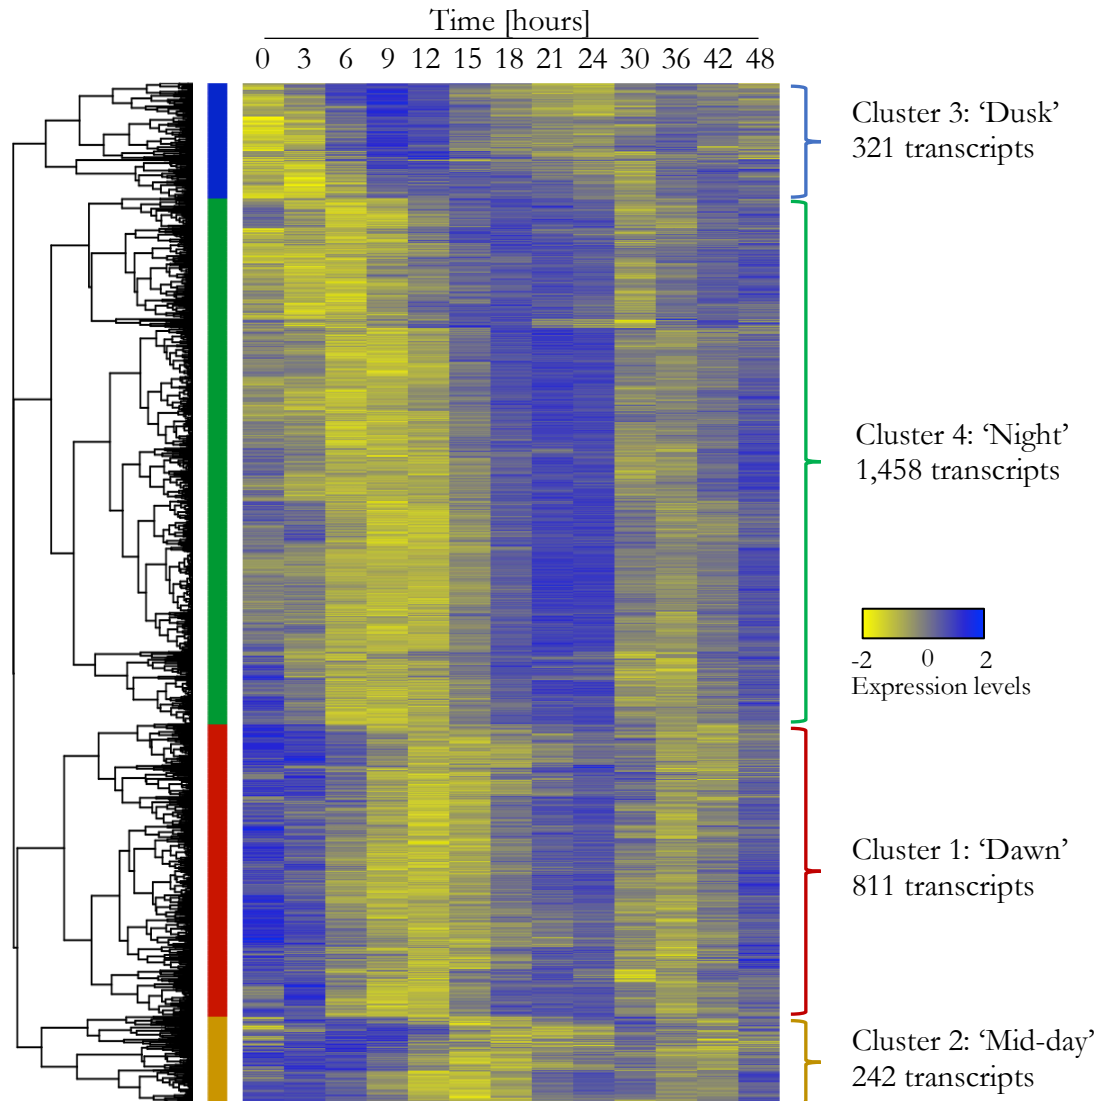 Time [hours]
0 3 6 9 12 15 18 21 24 30 36 42 48
Cluster 3: ‘Dusk’
321 transcripts
Cluster 4: ‘Night’
1,458 transcripts
-2 0 2
Expression levels
Cluster 1: ‘Dawn’
811 transcripts
Cluster 2: ‘Mid-day’
242 transcripts